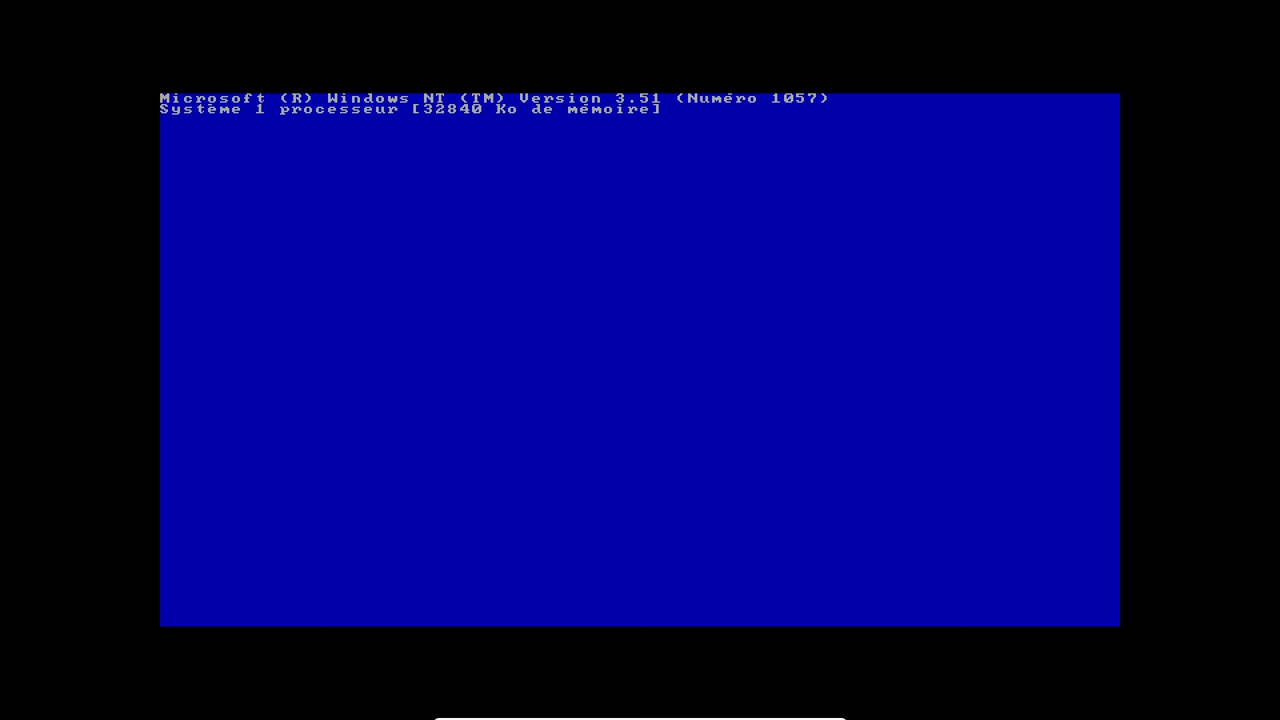 Microsoft (R) Windows NT (TM) Version 3.51 (Numéro 1057)
Système 1 processeur [32840 Ko de mémoire]